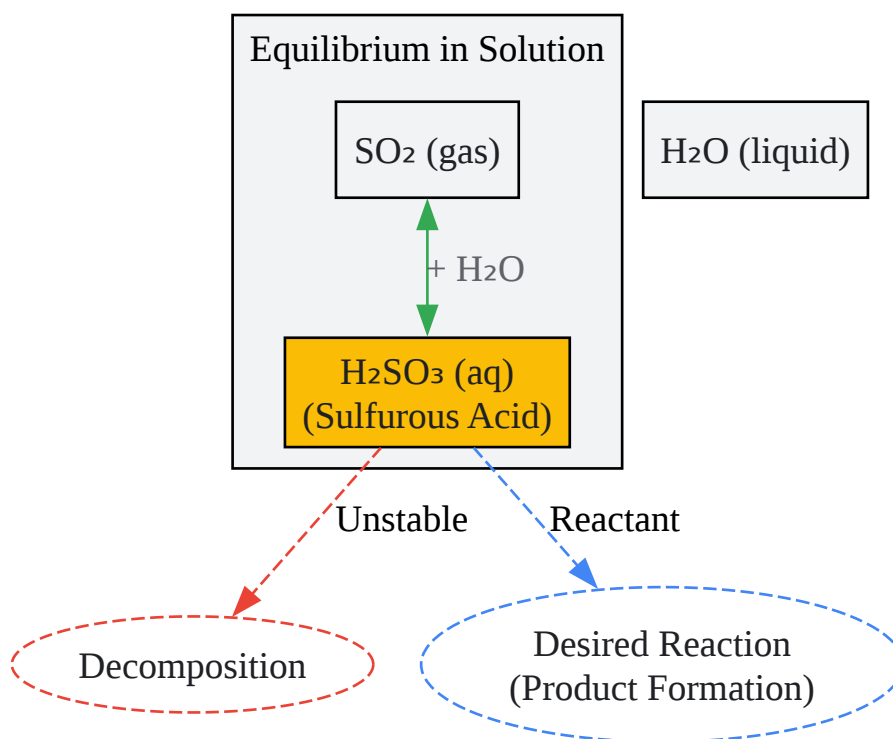 Equilibrium in Solution
SO₂ (gas)
H₂O (liquid)
+ H₂O
H₂SO₃ (aq)
(Sulfurous Acid)
Unstable
Reactant
Decomposition
Desired Reaction
(Product Formation)